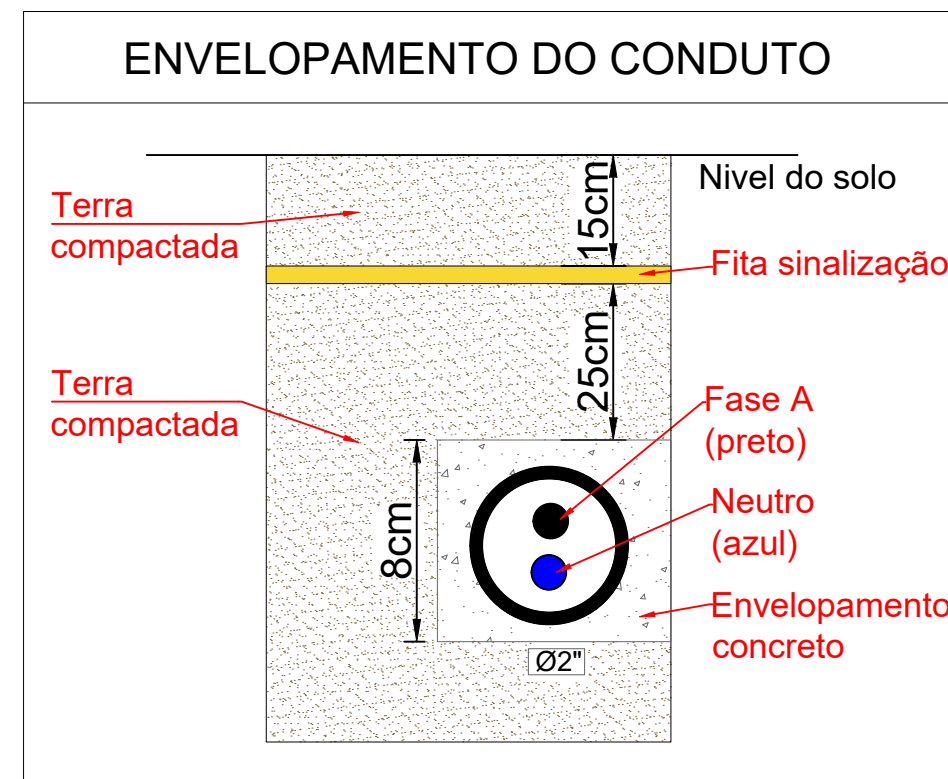 ENVELOPAMENTO DO CONDUTO
Nivel do solo
Terra
compactada
15cm
Fita sinalização
25cm
Terra
compactada
Fase A
(preto)
8cm
Neutro
(azul)
Envelopamento
concreto
Ø2"